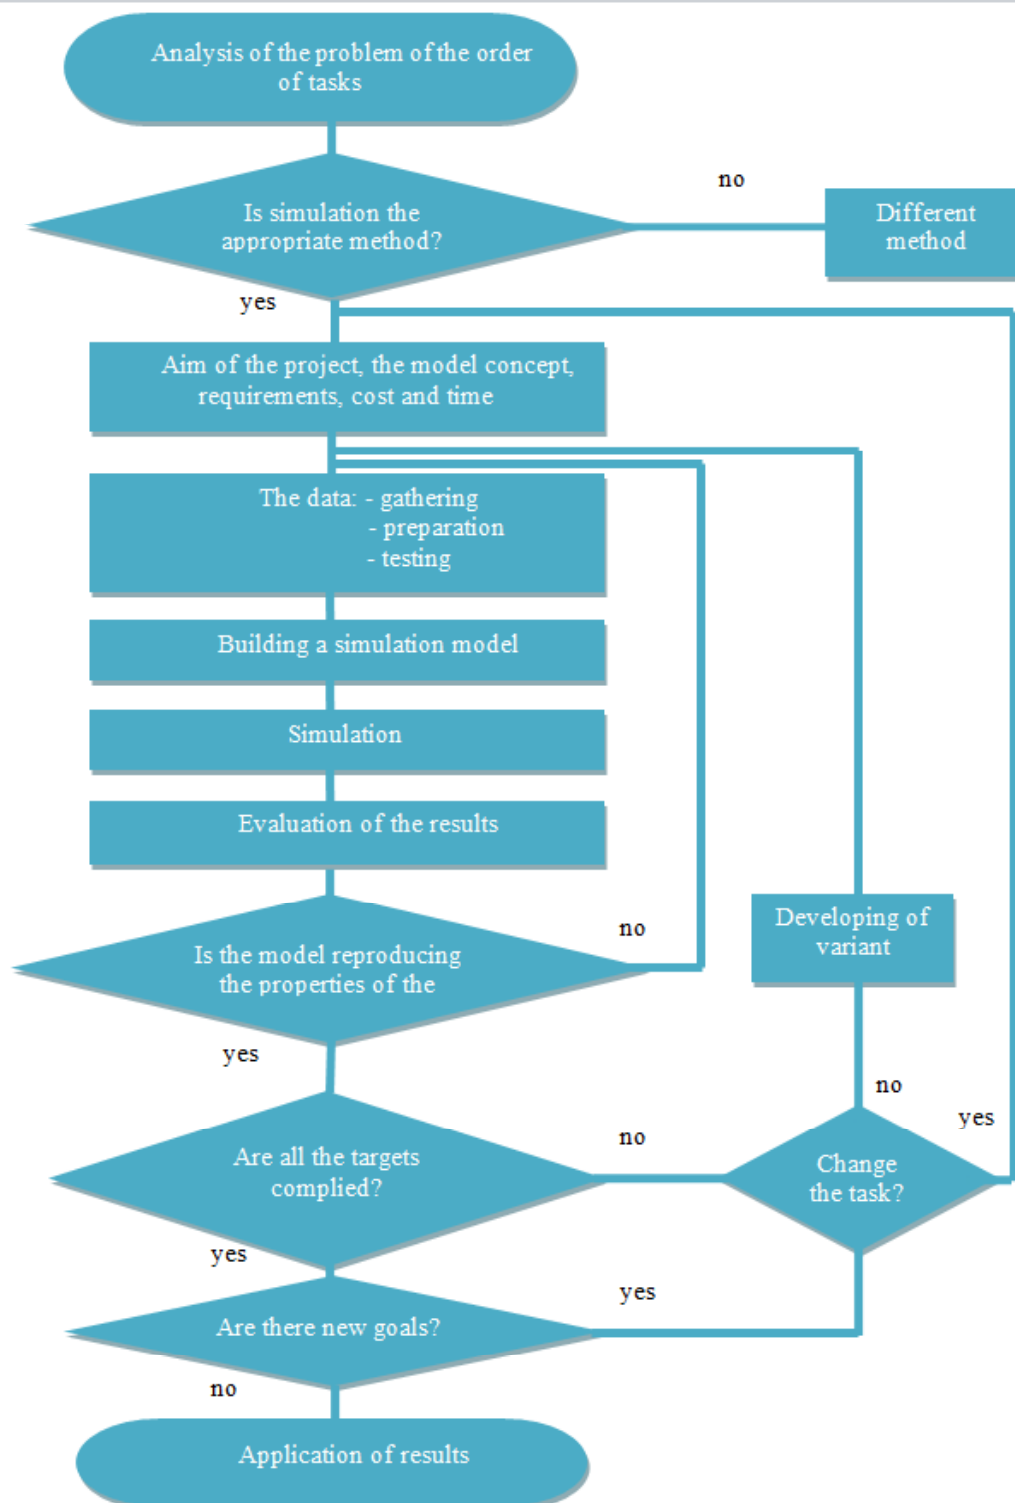 Analysis of the problem of the order
of tasks
no
Is simulation the
appropriate method?
Different
method
yes
Aim of the project, the model concept,
requirements, cost and time
The data: - gathering
- preparation
- testing
Building a simulation model
Simulation
Evaluation of the results
no
Developing of
variant
Is the model reproducing
the properties of the
yes
no
yes
no
Are all the targets
complied?
Change
the task?
yes
yes
Are there new goals?
no
Application of results